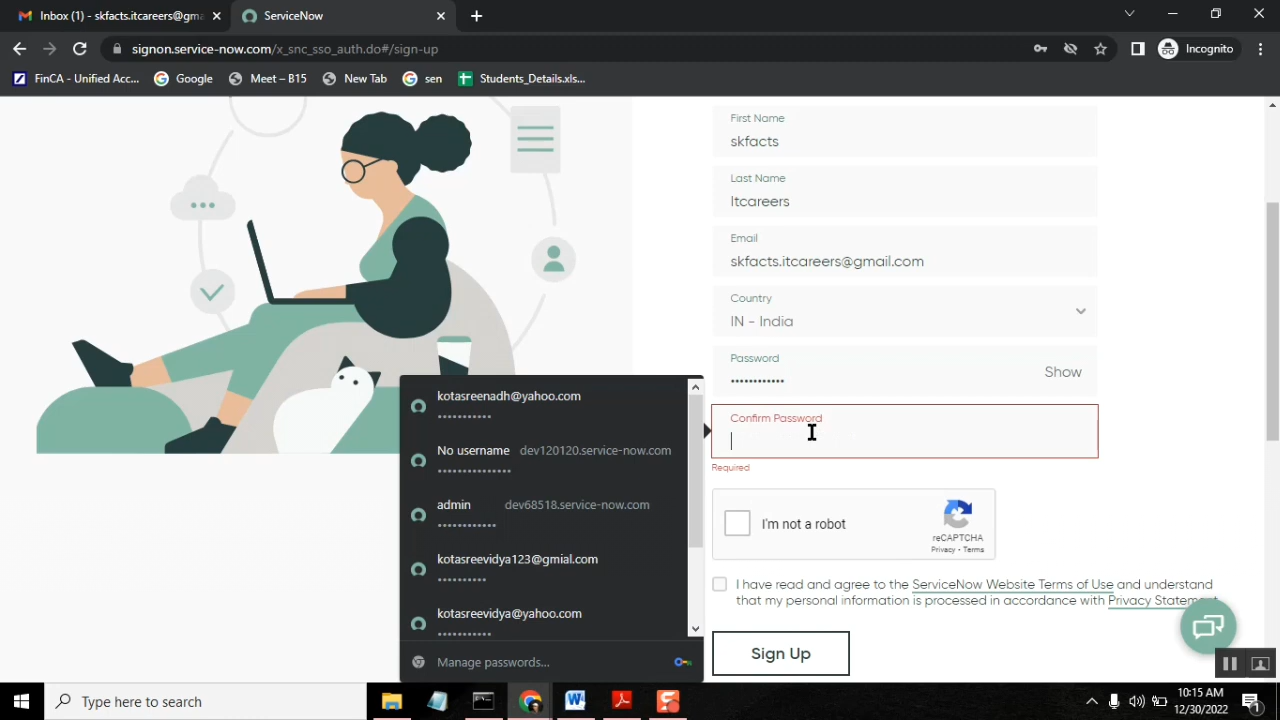 Inbox (1) - skfacts.itcareers@gma
ServiceNow
signon.service-now.com/x_snc_sso_auth.do#/sign-up
Incognito
FinCA - Unified Acc...
Google
Meet – B15
New Tab
sen
Students_Details.xls...
First Name
skfacts
Last Name
Itcareers
Email
skfacts.itcareers@gmail.com
Country
IN - India
Password
••••••••••••
Show
Confirm Password
Required
kotasreenadh@yahoo.com
•••••••••••
No username dev120120.service-now.com
•••••••••••••••
admin dev68518.service-now.com
••••••••••••
kotasreevidya123@gmial.com
••••••••••
kotasreevidya@yahoo.com
•••••••••••
Manage passwords...
I'm not a robot
reCAPTCHA
Privacy • Terms
I have read and agree to the ServiceNow Website Terms of Use and understand
that my personal information is processed in accordance with Privacy Statement.
Sign Up
Type here to search
10:15 AM
12/30/2022
1